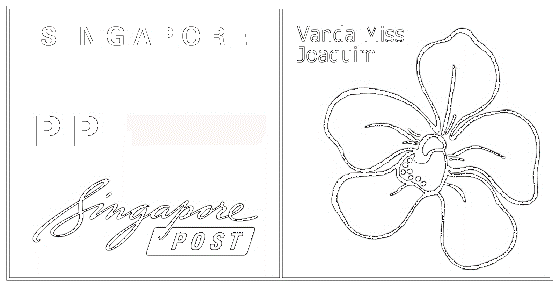 SINGAPORE
PP
Singapore
POST
Vanda Miss
Joaquim